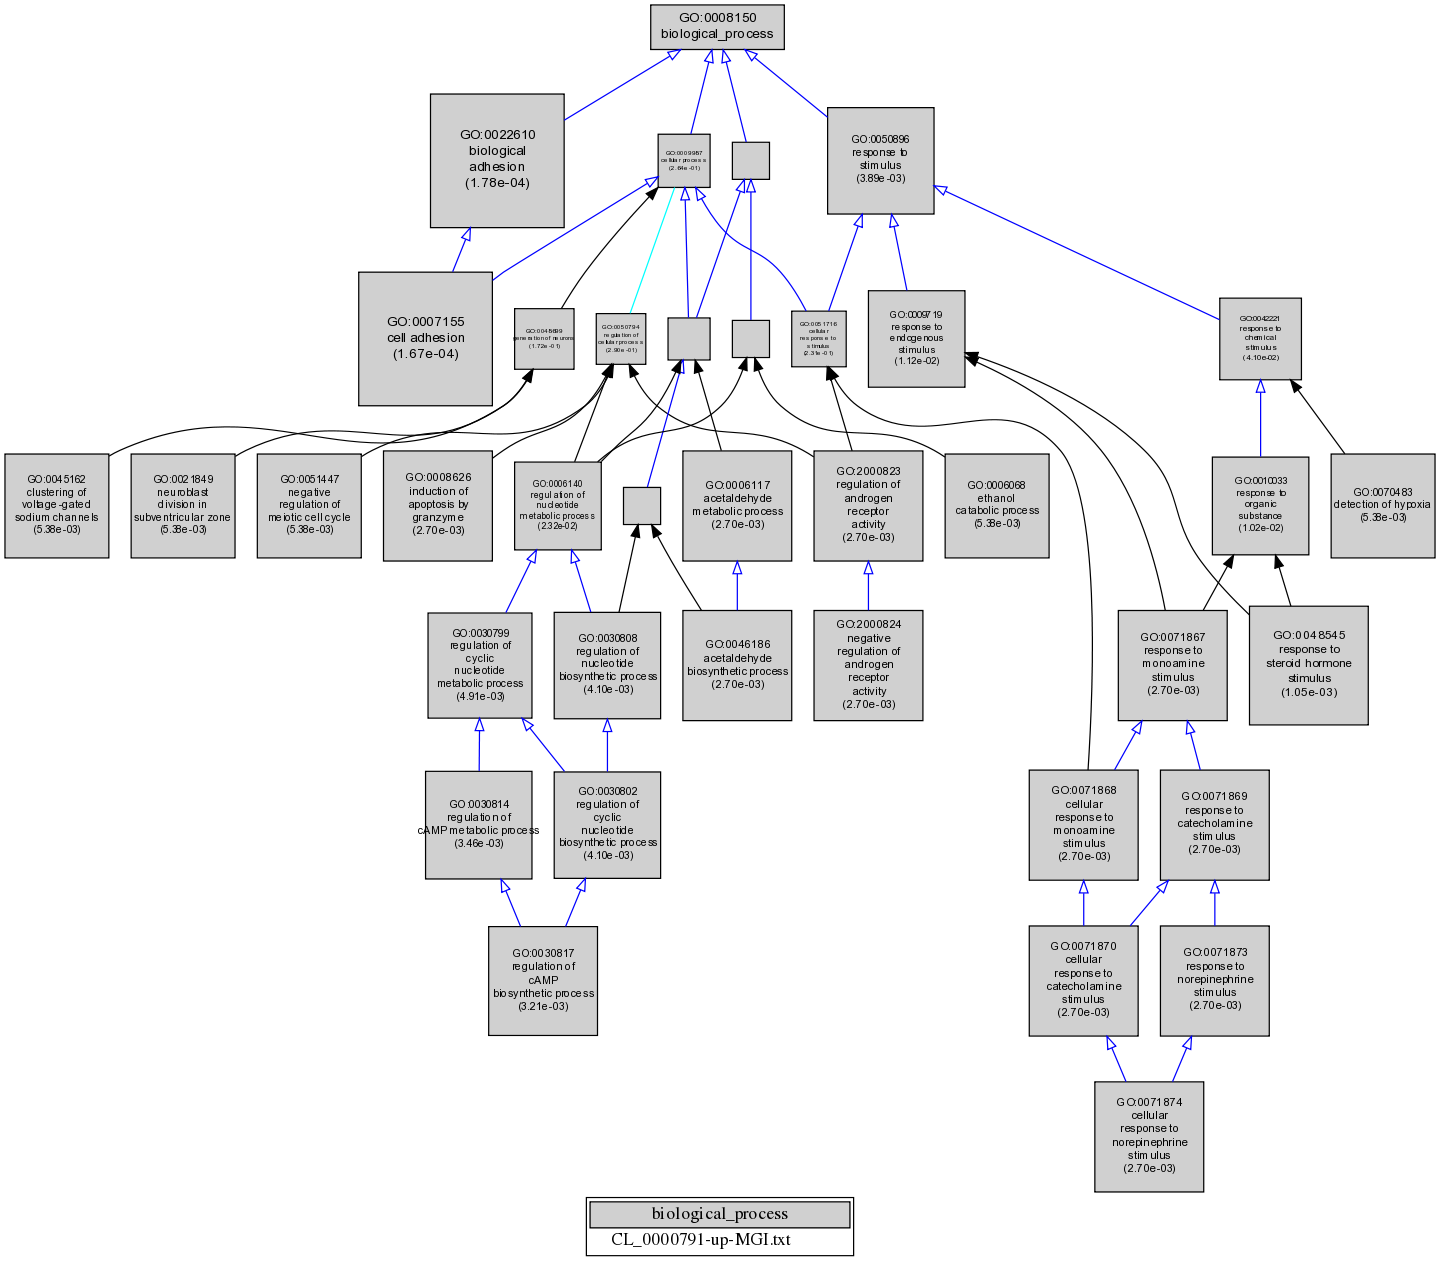 GO:0008150
biological_process
GO:0022610
biological
adhesion
(1.78e-04)
GO:0009987
cellular process
(2.64e-01)
GO:0050896
response to
stimulus
(3.89e-03)
GO:0007155
cell adhesion
(1.67e-04)
GO:0048699
generation of neurons
(1.72e-01)
GO:0050794
regulation of
cellular process
(2.90e-01)
GO:0051716
cellular
response to
stimulus
(2.31e-01)
GO:0009719
response to
endogenous
stimulus
(1.12e-02)
GO:0042221
response to
chemical
stimulus
(4.10e-02)
GO:0045162
clustering of
voltage-gated
sodium channels
(5.38e-03)
GO:0021849
neuroblast
division in
subventricular zone
(5.38e-03)
GO:0051447
negative
regulation of
meiotic cell cycle
(5.38e-03)
GO:0008626
induction of
apoptosis by
granzyme
(2.70e-03)
GO:0006140
regulation of
nucleotide
metabolic process
(2.32e-02)
GO:0006117
acetaldehyde
metabolic process
(2.70e-03)
GO:2000823
regulation of
androgen
receptor
activity
(2.70e-03)
GO:0006068
ethanol
catabolic process
(5.38e-03)
GO:0010033
response to
organic
substance
(1.02e-02)
GO:0070483
detection of hypoxia
(5.38e-03)
GO:0030799
regulation of
cyclic
nucleotide
metabolic process
(4.91e-03)
GO:0030808
regulation of
nucleotide
biosynthetic process
(4.10e-03)
GO:0046186
acetaldehyde
biosynthetic process
(2.70e-03)
GO:2000824
negative
regulation of
androgen
receptor
activity
(2.70e-03)
GO:0071867
response to
monoamine
stimulus
(2.70e-03)
GO:0048545
response to
steroid hormone
stimulus
(1.05e-03)
GO:0030814
regulation of
cAMP metabolic process
(3.46e-03)
GO:0030802
regulation of
cyclic
nucleotide
biosynthetic process
(4.10e-03)
GO:0071868
cellular
response to
monoamine
stimulus
(2.70e-03)
GO:0071869
response to
catecholamine
stimulus
(2.70e-03)
GO:0030817
regulation of
cAMP
biosynthetic process
(3.21e-03)
GO:0071870
cellular
response to
catecholamine
stimulus
(2.70e-03)
GO:0071873
response to
norepinephrine
stimulus
(2.70e-03)
GO:0071874
cellular
response to
norepinephrine
stimulus
(2.70e-03)
biological_process
CL_0000791-up-MGI.txt